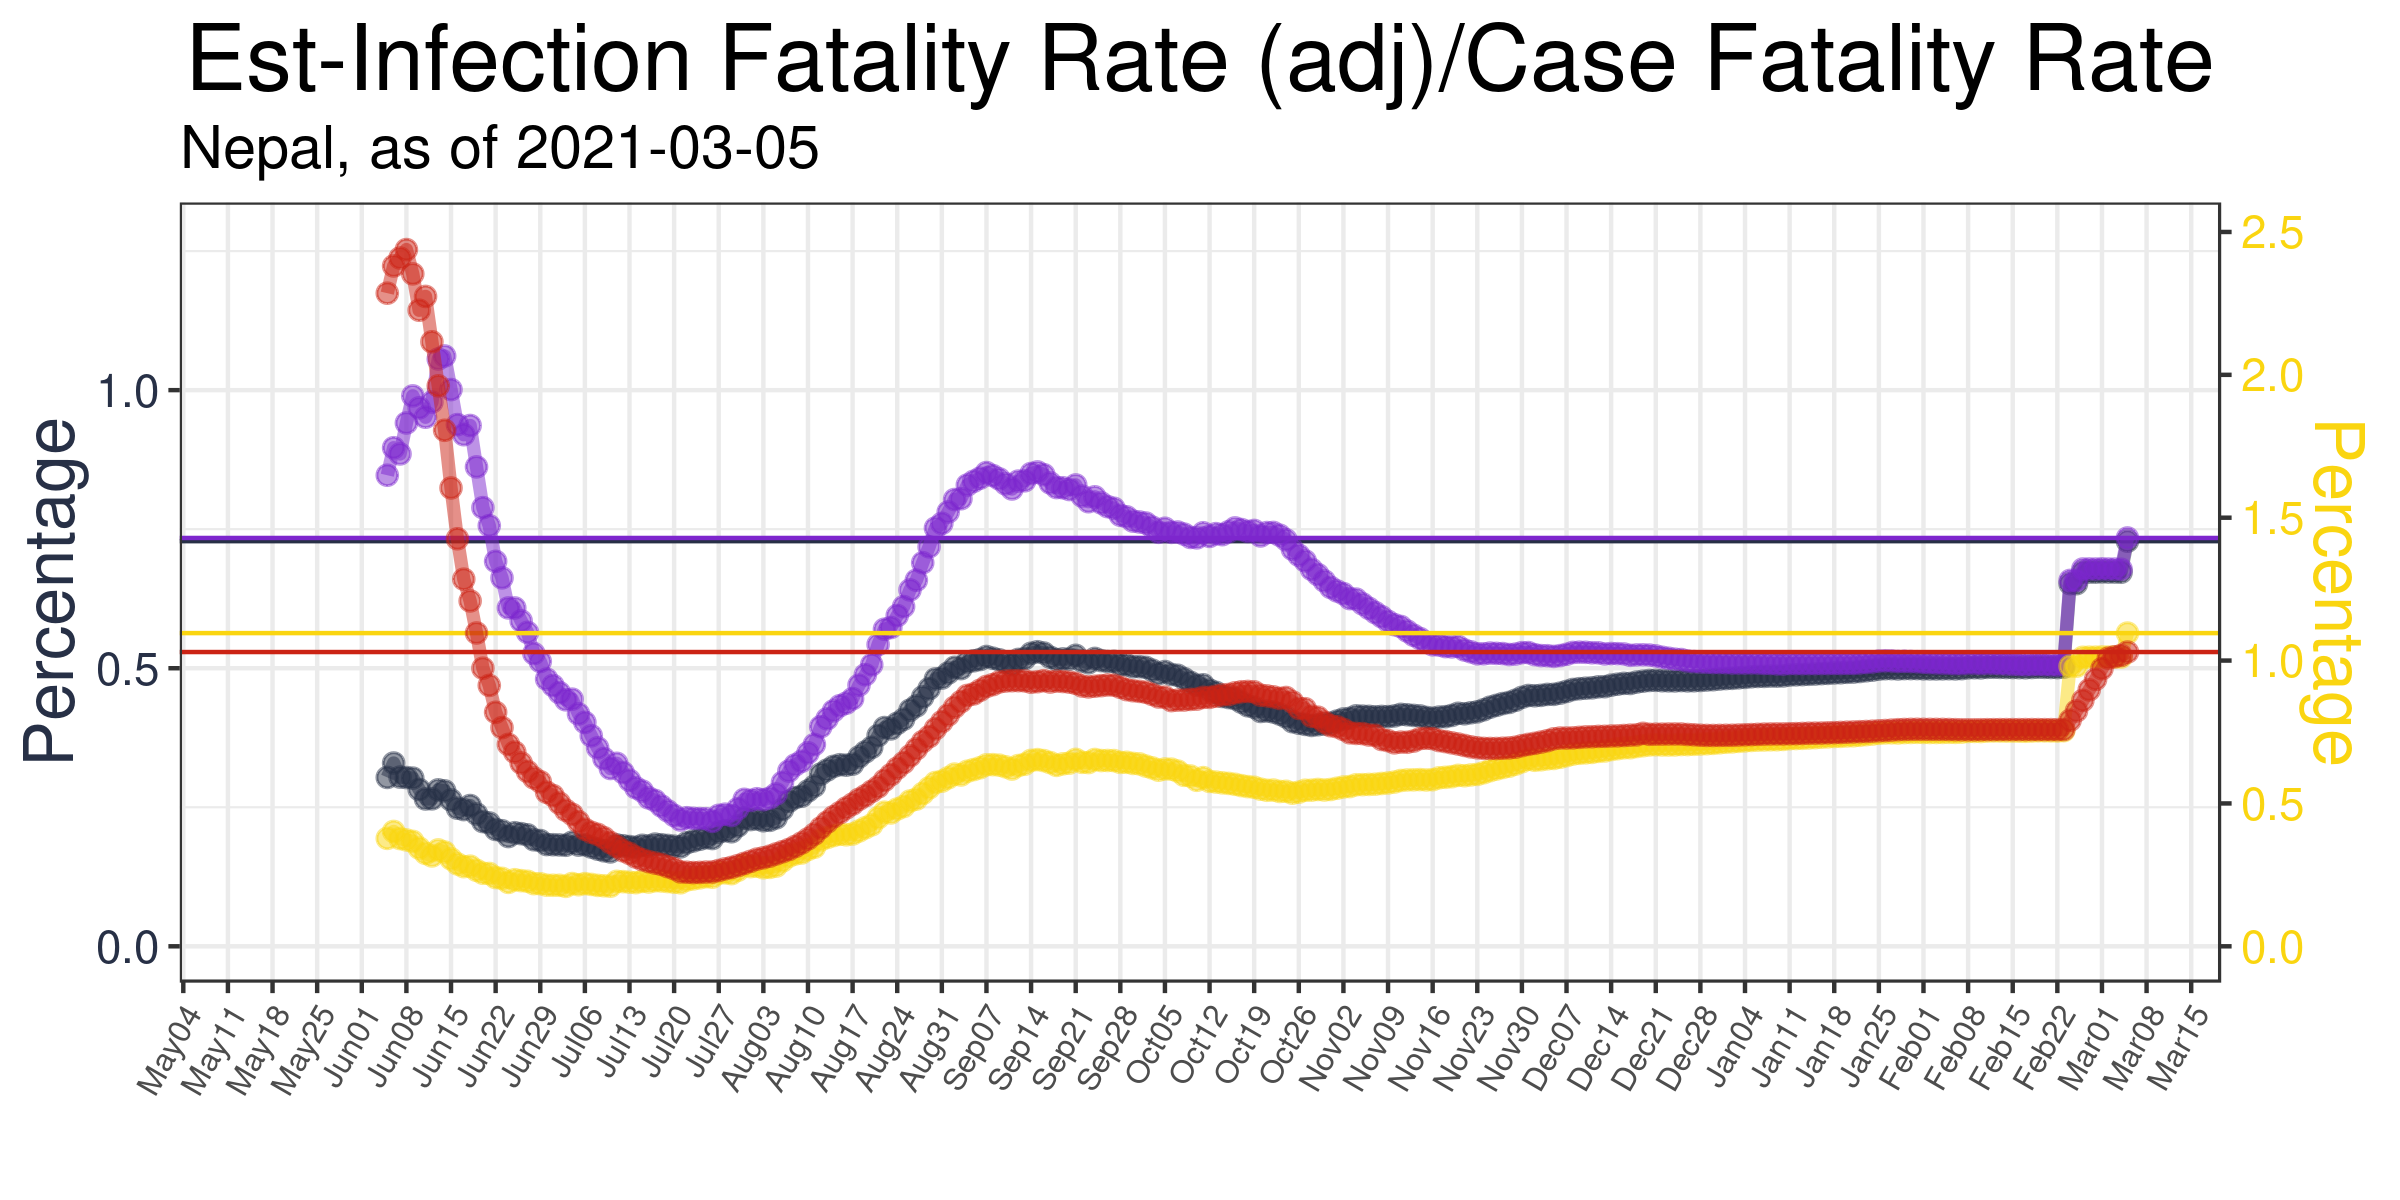 Est-Infection Fatality Rate (adj)/Case Fatality Rate
Nepal, as of 2021-03-05
Percentage
1.0
0.5
0.0
2.5
2.0
1.5
1.0
0.5
0.0
Percentage
May04
May11
May18
May25
Jun01
Jun08
Jun15
Jun22
Jun29
Jul06
Jul13
Jul20
Jul27
Aug03
Aug10
Aug17
Aug24
Aug31
Sep07
Sep14
Sep21
Sep28
Oct05
Oct12
Oct19
Oct26
Nov02
Nov09
Nov16
Nov23
Nov30
Dec07
Dec14
Dec21
Dec28
Jan04
Jan11
Jan18
Jan25
Feb01
Feb08
Feb15
Feb22
Mar01
Mar08
Mar15